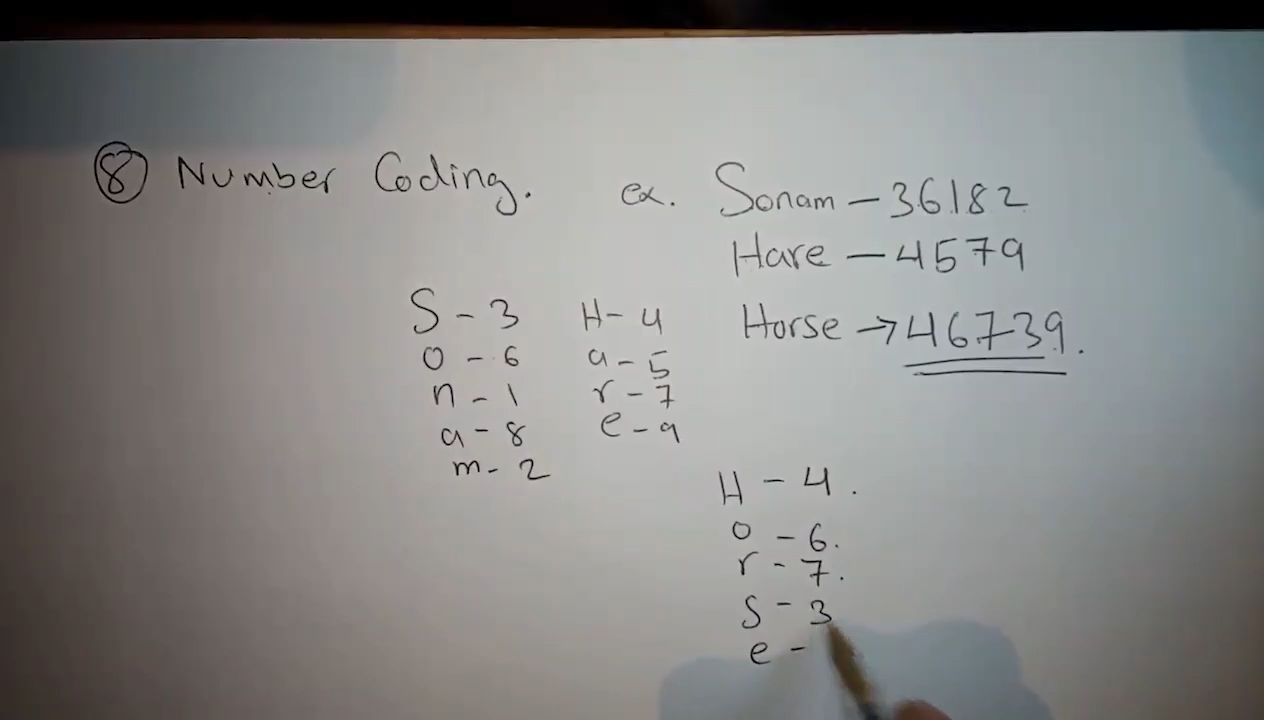 ⑧ Number Coding. ex. Sonam – 36182
Hare – 4579
Horse → 46739.
S - 3 H - 4
o - 6 a - 5
n - 1 r - 7
a - 8 e - 9
m - 2
H - 4.
o - 6.
r - 7.
S - 3
e -